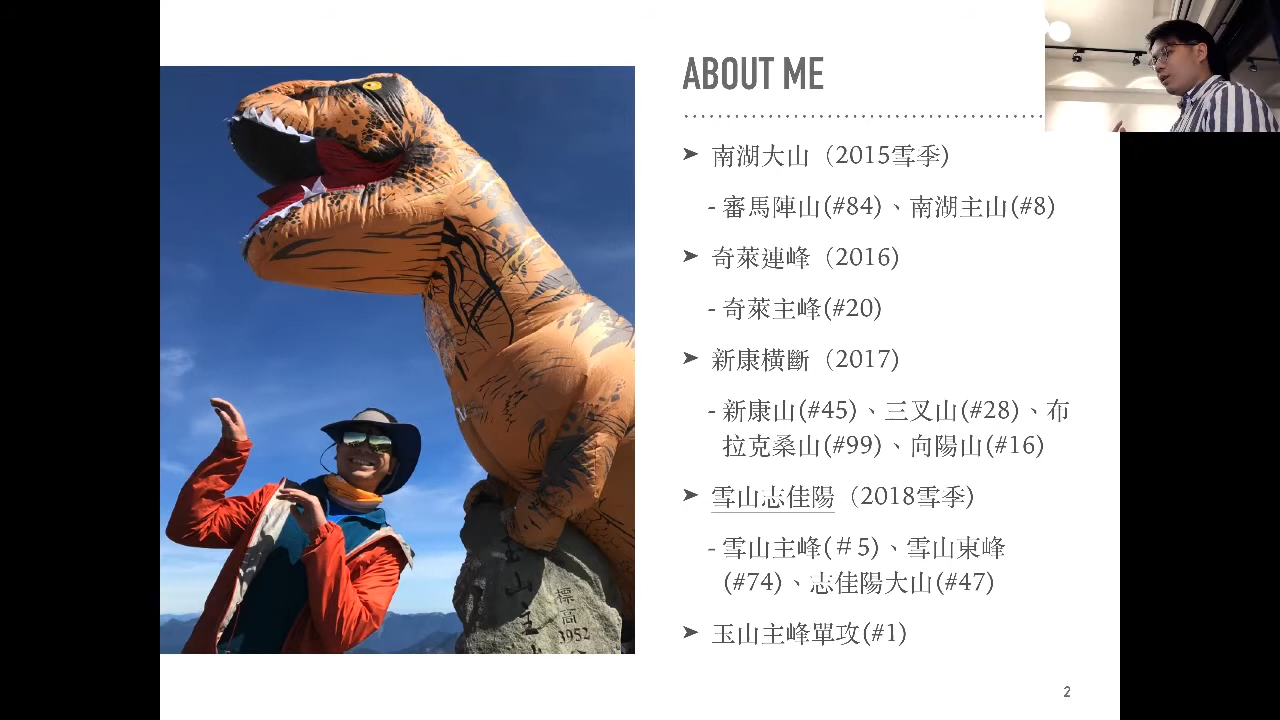 ABOUT ME
➤ 南湖大山（2015雪季）
- 審馬陣山(#84)、南湖主山(#8)
➤ 奇萊連峰（2016）
- 奇萊主峰(#20)
➤ 新康橫斷（2017）
- 新康山(#45)、三叉山(#28)、布
拉克桑山(#99)、向陽山(#16)
➤ 雪山志佳陽（2018雪季）
- 雪山主峰(＃5)、雪山東峰
(#74)、志佳陽大山(#47)
➤ 玉山主峰單攻(#1)
玉山主
標高
3952
2